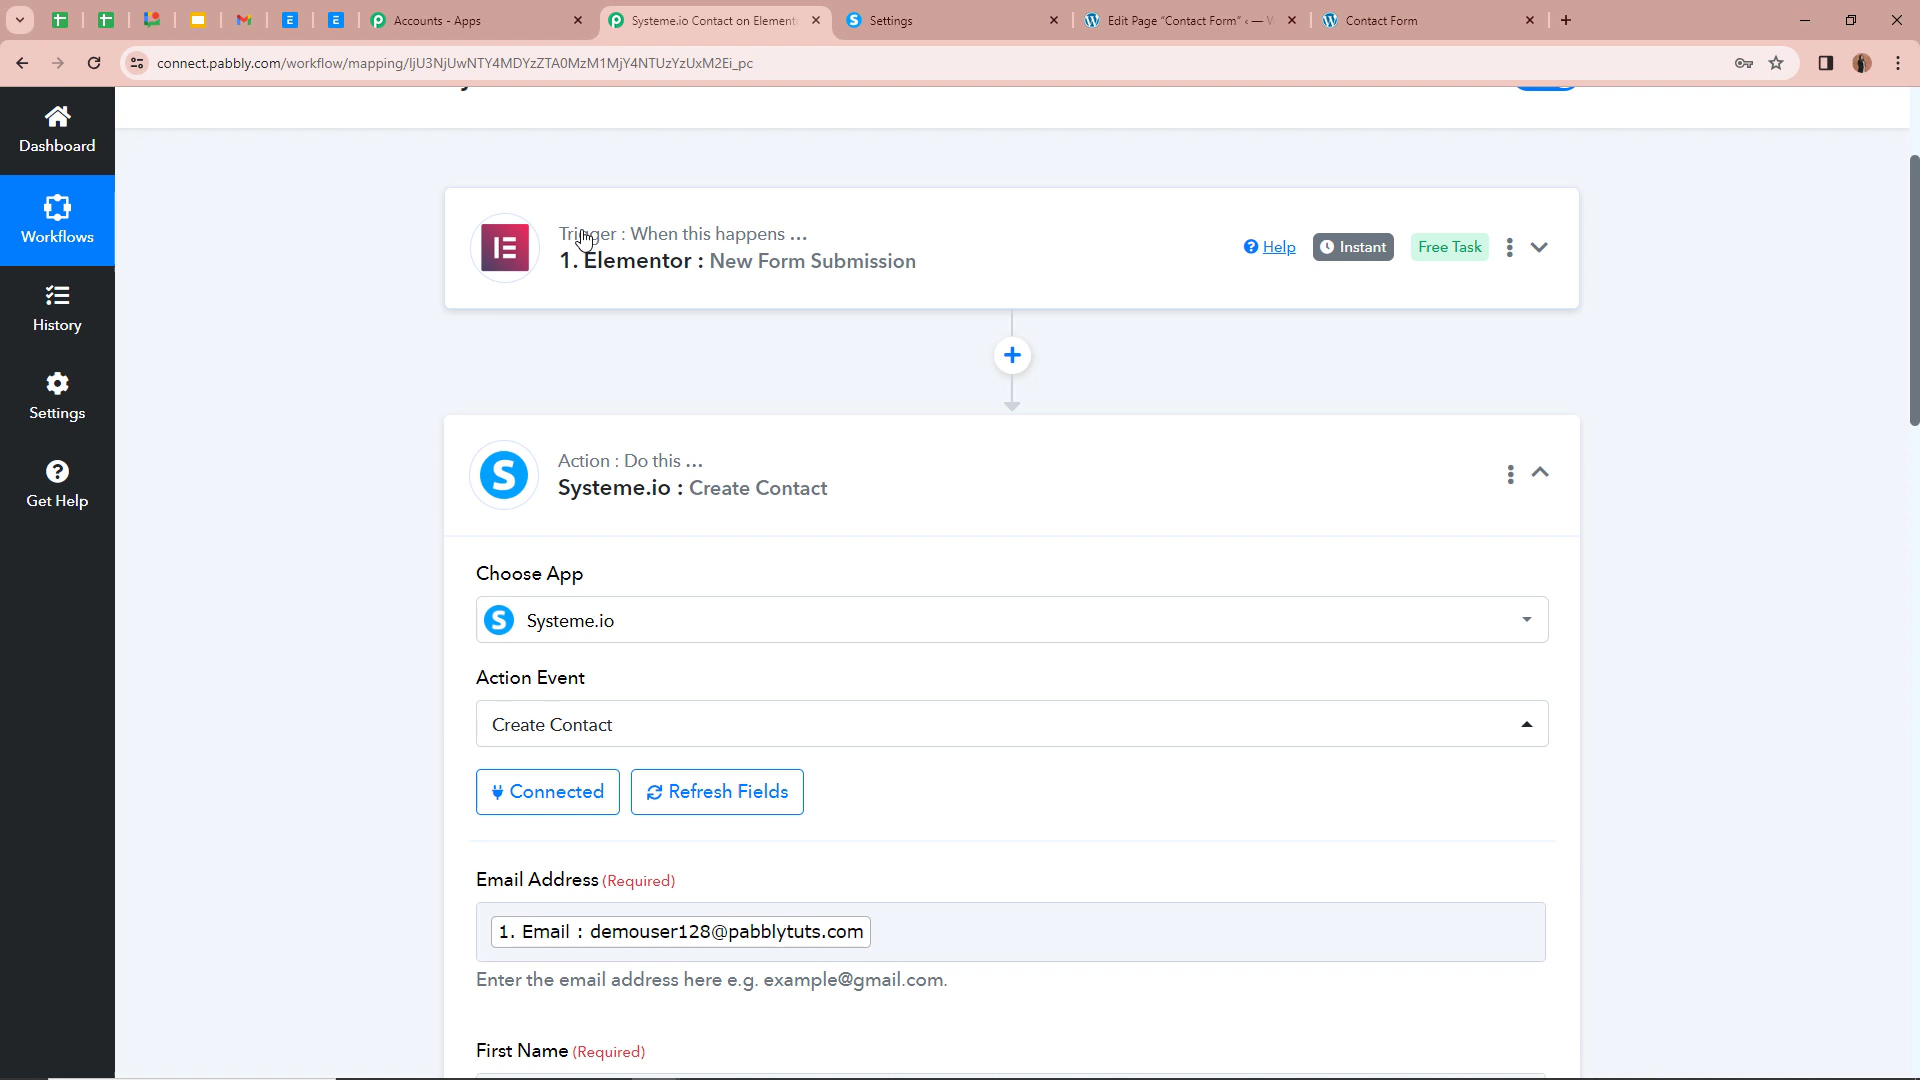 Accounts - Apps
Systeme.io Contact on Element
Settings
Edit Page “Contact Form” ‹ — W
Contact Form
connect.pabbly.com/workflow/mapping/IjU3NjUwNTY4MDYzZTA0MzM1MjY4NTUzYzUxM2Ei_pc
Dashboard
Workflows
History
Settings
Get Help
Trigger : When this happens ...
1. Elementor : New Form Submission
Help
Instant
Free Task
Action : Do this ...
Systeme.io : Create Contact
Choose App
Systeme.io
Action Event
Create Contact
Connected
Refresh Fields
Email Address (Required)
1. Email : demouser128@pabblytuts.com
Enter the email address here e.g. example@gmail.com.
First Name (Required)